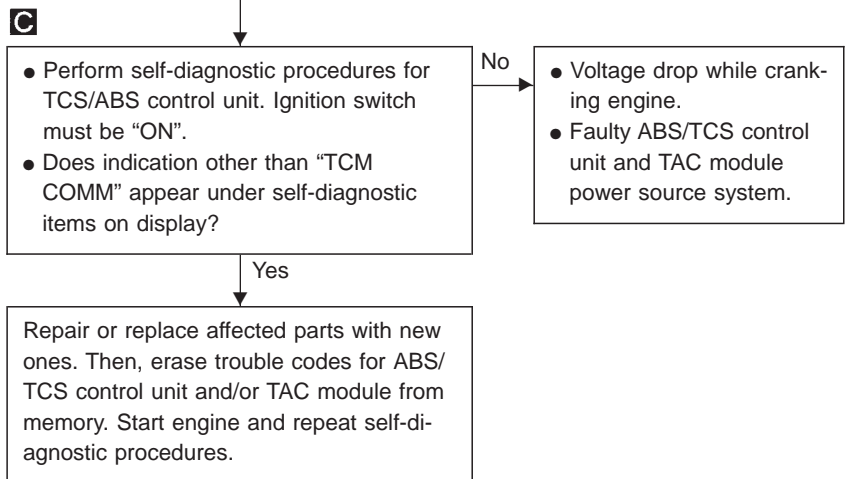 C
● Perform self-diagnostic procedures for
TCS/ABS control unit. Ignition switch
must be “ON”.
● Does indication other than “TCM
COMM” appear under self-diagnostic
items on display?
No
● Voltage drop while crank-
ing engine.
● Faulty ABS/TCS control
unit and TAC module
power source system.
Yes
Repair or replace affected parts with new
ones. Then, erase trouble codes for ABS/
TCS control unit and/or TAC module from
memory. Start engine and repeat self-di-
agnostic procedures.